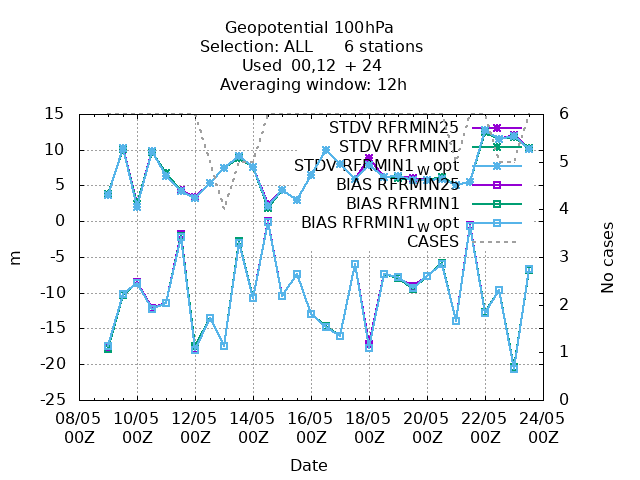 Geopotential 100hPa
Selection: ALL 6 stations
Used 00,12 + 24
Averaging window: 12h
15
10
5
0
-5
-10
-15
-20
-25
6
5
4
3
2
1
0
m
No cases
STDV RFRMIN25
STDV RFRMIN1
STDV RFRMIN1w opt
BIAS RFRMIN25
BIAS RFRMIN1
BIAS RFRMIN1w opt
CASES
08/05 10/05 12/05 14/05 16/05 18/05 20/05 22/05 24/05
00Z 00Z 00Z 00Z 00Z 00Z 00Z 00Z 00Z
Date